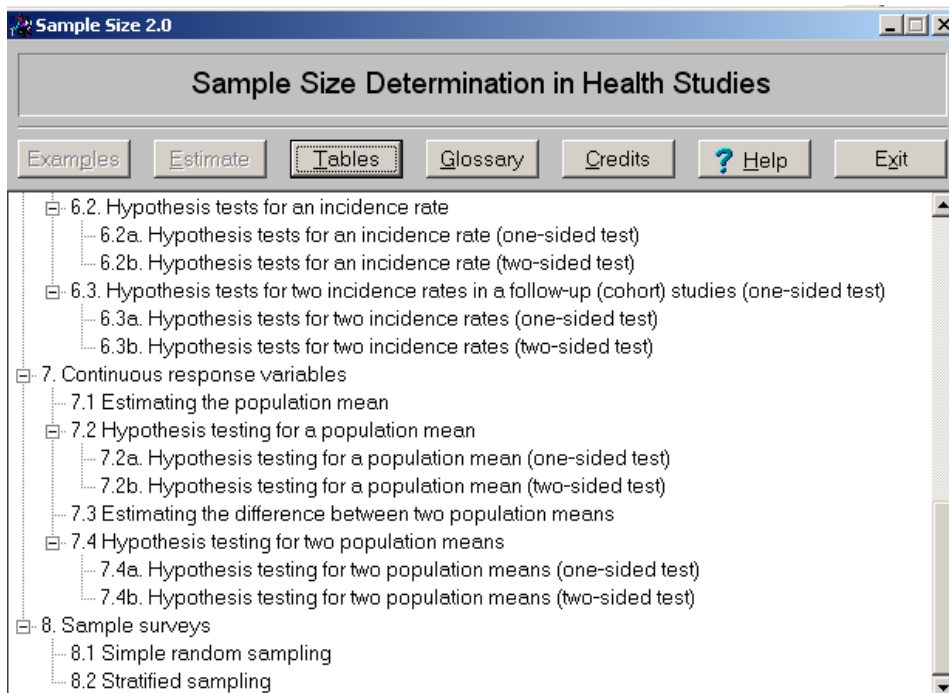 Sample Size 2.0
Sample Size Determination in Health Studies
Examples Estimate Tables Glossary Credits ? Help Exit
6.2. Hypothesis tests for an incidence rate
6.2a. Hypothesis tests for an incidence rate (one-sided test)
6.2b. Hypothesis tests for an incidence rate (two-sided test)
6.3. Hypothesis tests for two incidence rates in a follow-up (cohort) studies (one-sided test)
6.3a. Hypothesis tests for two incidence rates (one-sided test)
6.3b. Hypothesis tests for two incidence rates (two-sided test)
7. Continuous response variables
7.1 Estimating the population mean
7.2 Hypothesis testing for a population mean
7.2a. Hypothesis testing for a population mean (one-sided test)
7.2b. Hypothesis testing for a population mean (two-sided test)
7.3 Estimating the difference between two population means
7.4 Hypothesis testing for two population means
7.4a. Hypothesis testing for two population means (one-sided test)
7.4b. Hypothesis testing for two population means (two-sided test)
8. Sample surveys
8.1 Simple random sampling
8.2 Stratified sampling